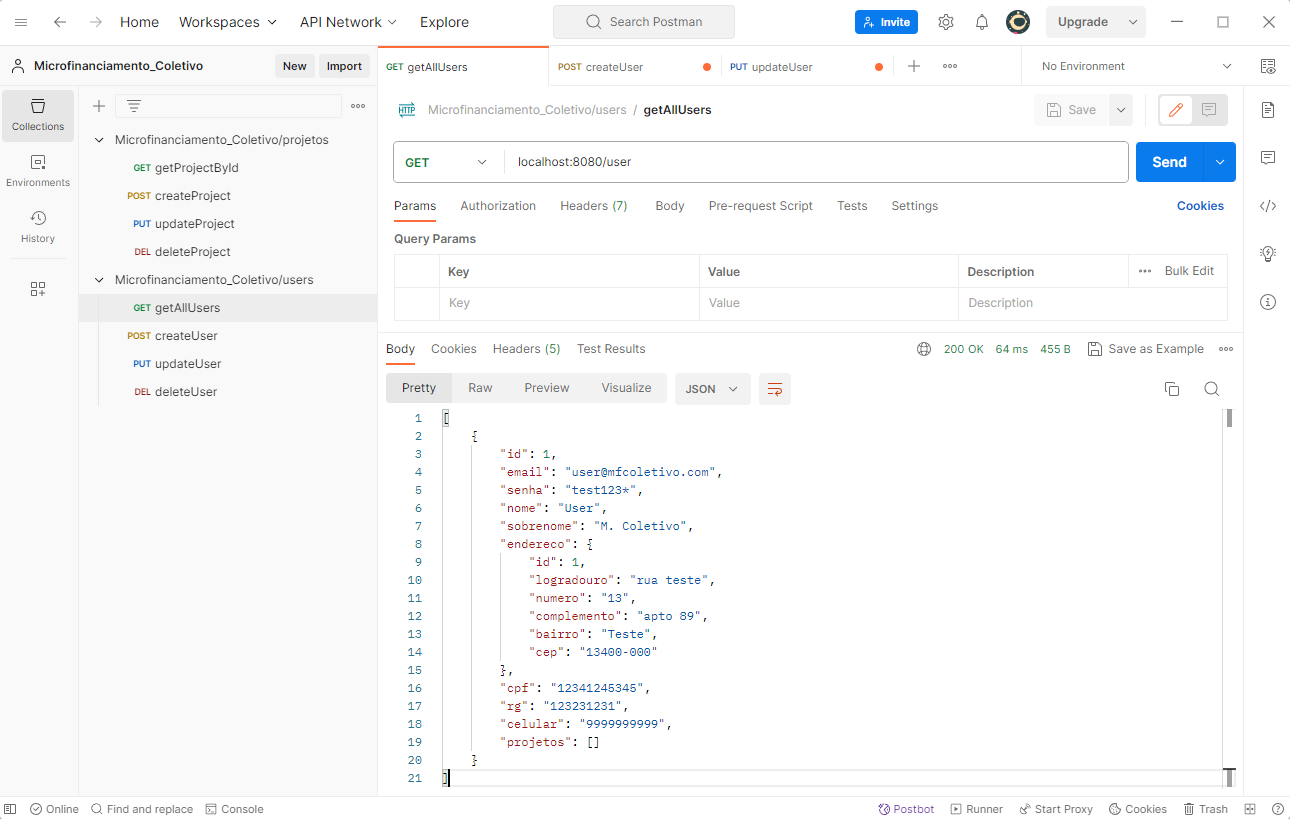 Home Workspaces API Network Explore Search Postman Invite Upgrade
Microfinanciamento_Coletivo New Import GET getAllUsers POST createUser PUT updateUser No Environment
Collections
Environments
History
Microfinanciamento_Coletivo/projetos
GET getProjectById
POST createProject
PUT updateProject
DEL deleteProject
Microfinanciamento_Coletivo/users
GET getAllUsers
POST createUser
PUT updateUser
DEL deleteUser
HTTP Microfinanciamento_Coletivo/users / getAllUsers Save
GET localhost:8080/user Send
Params Authorization Headers (7) Body Pre-request Script Tests Settings Cookies
Query Params
Key Value Description Bulk Edit
Key Value Description
Body Cookies Headers (5) Test Results 200 OK 64 ms 455 B Save as Example
Pretty Raw Preview Visualize JSON
1 [
2 {
3 "id": 1,
4 "email": "user@mfcoletivo.com",
5 "senha": "test123*",
6 "nome": "User",
7 "sobrenome": "M. Coletivo",
8 "endereco": {
9 "id": 1,
10 "logradouro": "rua teste",
11 "numero": "13",
12 "complemento": "apto 89",
13 "bairro": "Teste",
14 "cep": "13400-000"
15 },
16 "cpf": "12341245345",
17 "rg": "123231231",
18 "celular": "9999999999",
19 "projetos": []
20 }
21 ]
Online Find and replace Console Postbot Runner Start Proxy Cookies Trash